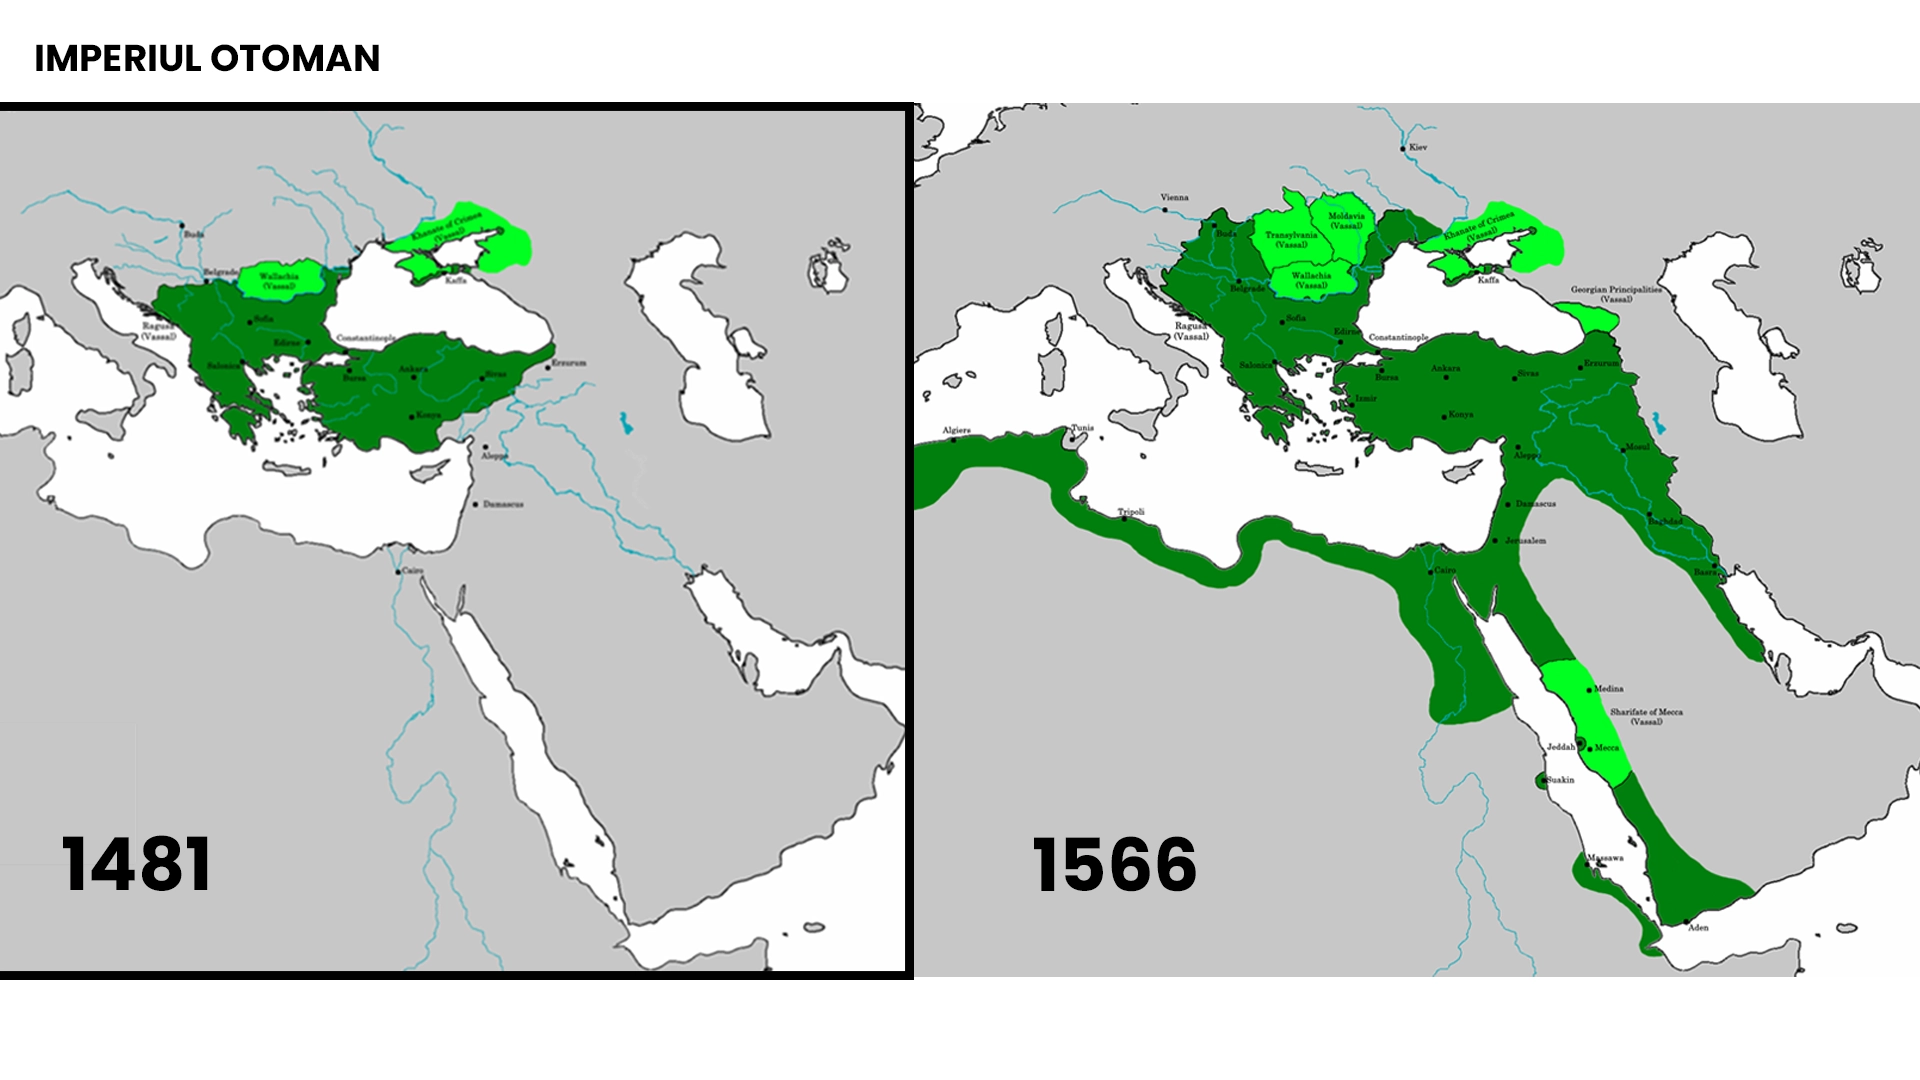 IMPERIUL OTOMAN
Buda
Khanate of Crimea
(Vassal)
Belgrade
Wallachia
(Vassal)
Kaffa
Ragusa
(Vassal)
Sofia
Edirne
Constantinople
Salonica
Bursa
Ankara
Sivas
Erzurum
Konya
Aleppo
Damascus
Cairo
1481
Kiev
Vienna
Buda
Transylvania
(Vassal)
Moldavia
(Vassal)
Khanate of Crimea
(Vassal)
Belgrade
Wallachia
(Vassal)
Kaffa
Georgian Principalities
(Vassal)
Ragusa
(Vassal)
Sofia
Edirne
Constantinople
Salonica
Bursa
Ankara
Sivas
Erzurum
Izmir
Konya
Algiers
Tunis
Mosul
Aleppo
Damascus
Tripoli
Baghdad
Jerusalem
Cairo
Basra
Medina
Sharifate of Mecca
(Vassal)
Jeddah
Mecca
Suakin
Massawa
Aden
1566